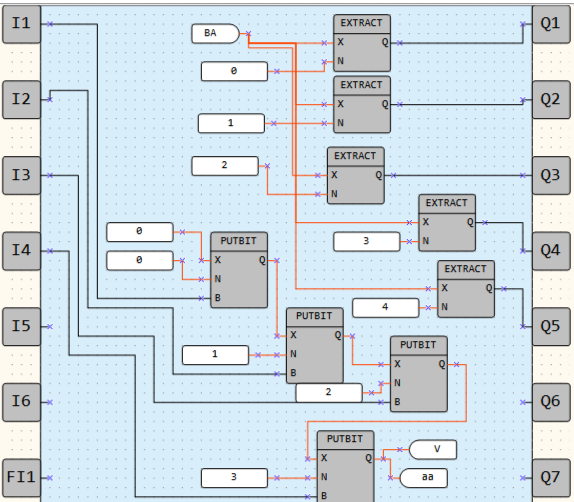 I1
EXTRACT
Q1
BA
X
Q
0
N
I2
EXTRACT
Q2
X
Q
1
N
I3
EXTRACT
Q3
2
X
Q
N
I4
EXTRACT
Q4
0
X
Q
PUTBIT
3
N
0
X
Q
EXTRACT
N
X
Q
B
4
N
I5
PUTBIT
Q5
X
Q
PUTBIT
1
N
X
Q
B
2
N
I6
B
Q6
PUTBIT
V
X
Q
FI1
3
N
aa
Q7
B